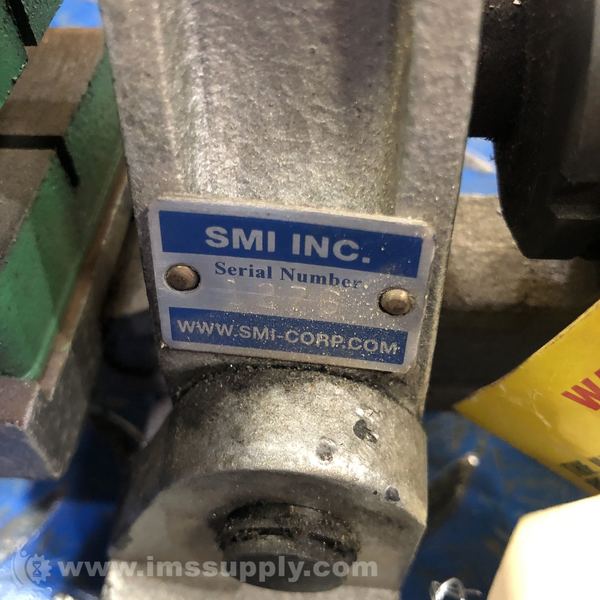 SMI INC.
Serial Number
WWW.SMI-CORP.COM
www.imssupply.com